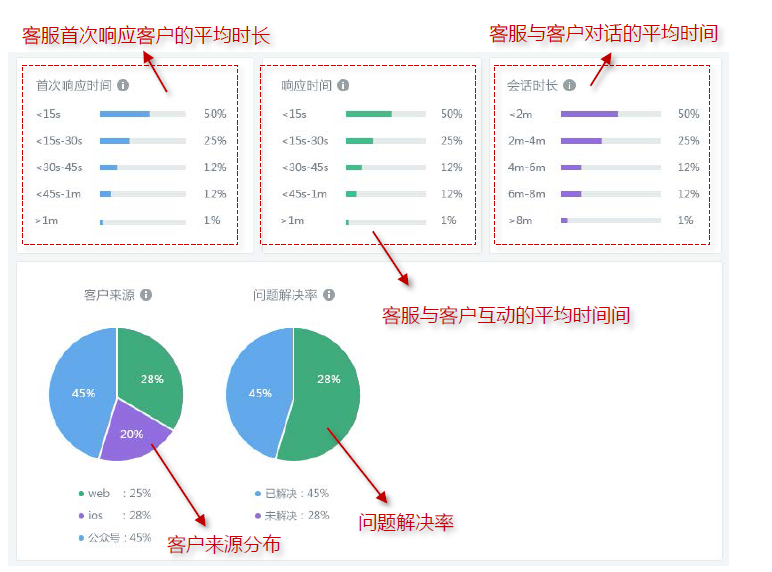 客服首次响应客户的平均时长
客服与客户对话的平均时间
首次响应时间
<15s 50%
<15s-30s 25%
<30s-45s 12%
<45s-1m 12%
>1m 1%
响应时间
<15s 50%
<15s-30s 25%
<30s-45s 12%
<45s-1m 12%
>1m 1%
会话时长
<2m 50%
2m-4m 25%
4m-6m 12%
6m-8m 12%
>8m 1%
客服与客户互动的平均时间间
客户来源
45%
28%
20%
web : 25%
ios : 28%
公众号 : 45%
客户来源分布
问题解决率
45%
28%
已解决 : 45%
未解决 : 28%
问题解决率